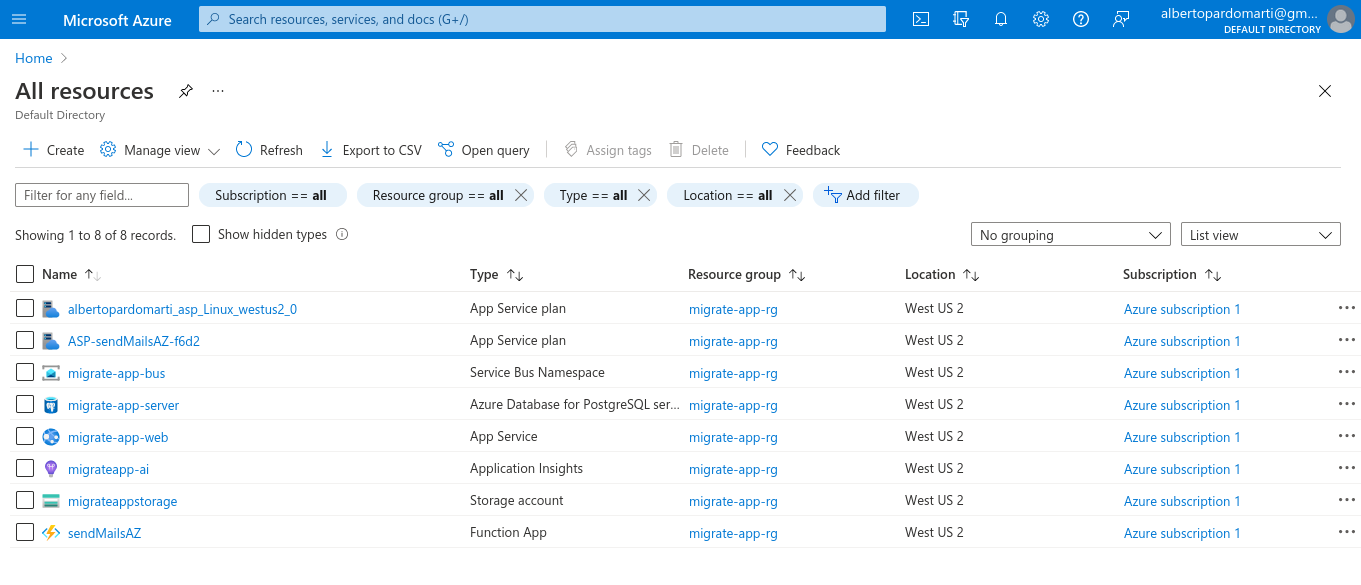 Microsoft Azure Search resources, services, and docs (G+/) albertopardomarti@gm...
DEFAULT DIRECTORY
Home
All resources ...
Default Directory
Create Manage view Refresh Export to CSV Open query Assign tags Delete Feedback
Filter for any field... Subscription == all Resource group == all Type == all Location == all Add filter
Showing 1 to 8 of 8 records. Show hidden types No grouping List view
Name Type Resource group Location Subscription
albertopardomarti_asp_Linux_westus2_0 App Service plan migrate-app-rg West US 2 Azure subscription 1 ...
ASP-sendMailsAZ-f6d2 App Service plan migrate-app-rg West US 2 Azure subscription 1 ...
migrate-app-bus Service Bus Namespace migrate-app-rg West US 2 Azure subscription 1 ...
migrate-app-server Azure Database for PostgreSQL ser... migrate-app-rg West US 2 Azure subscription 1 ...
migrate-app-web App Service migrate-app-rg West US 2 Azure subscription 1 ...
migrateapp-ai Application Insights migrate-app-rg West US 2 Azure subscription 1 ...
migrateappstorage Storage account migrate-app-rg West US 2 Azure subscription 1 ...
sendMailsAZ Function App migrate-app-rg West US 2 Azure subscription 1 ...